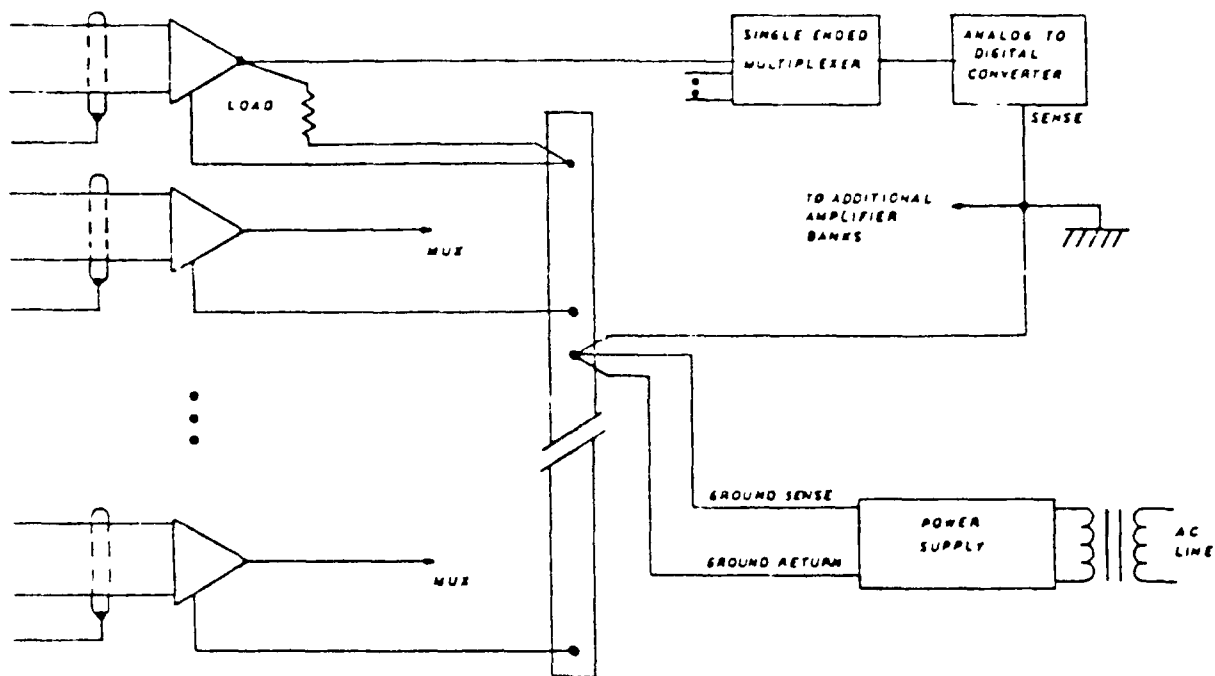 SINGLE ENDED
MULTIPLEXER
ANALOG TO
DIGITAL
CONVERTER
SENSE
LOAD
TO ADDITIONAL
AMPLIFIER
BANKS
MUX
GROUND SENSE
POWER
SUPPLY
AC
LINE
GROUND RETURN
MUX